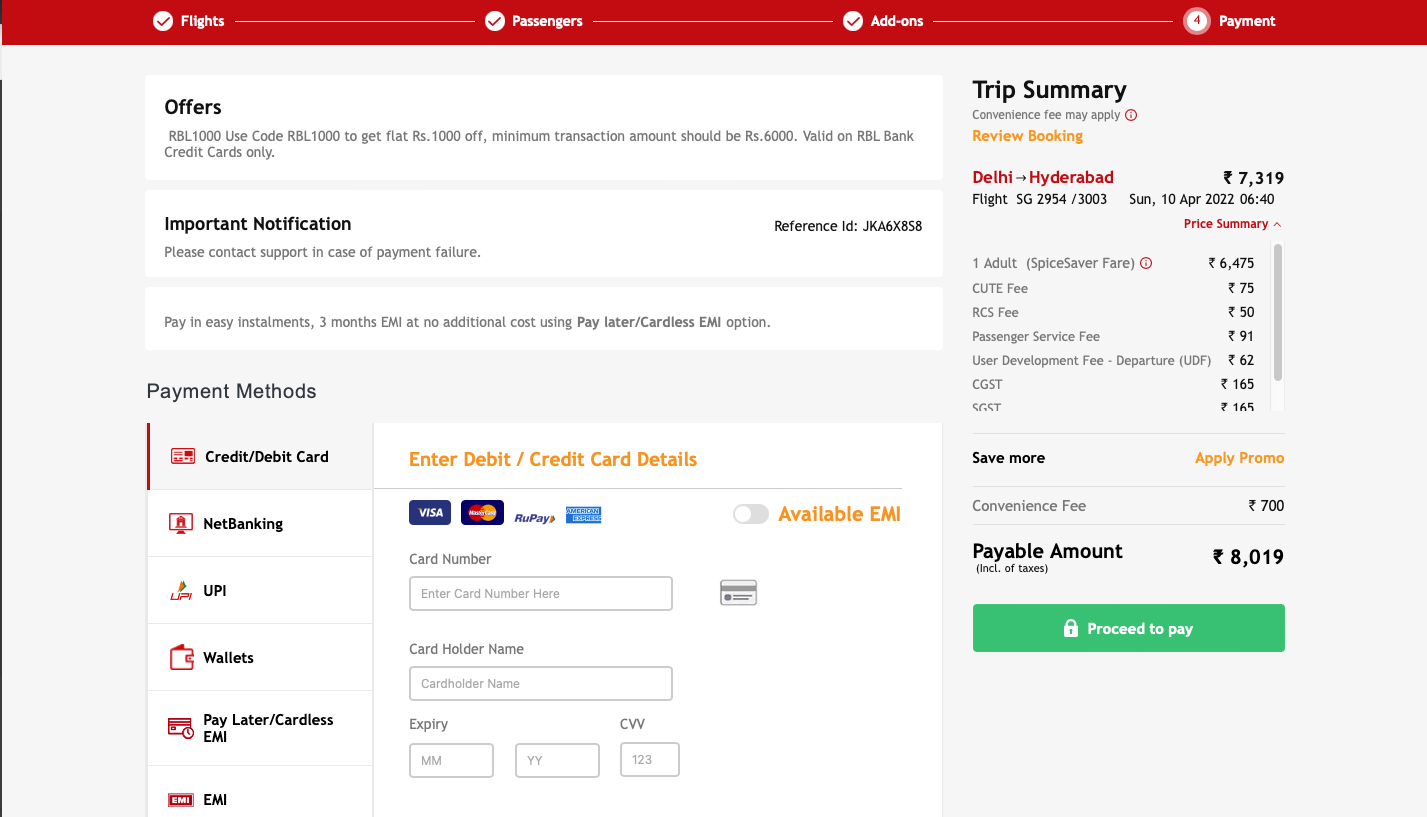 Flights
Passengers
Add-ons
4 Payment
Offers
RBL1000 Use Code RBL1000 to get flat Rs.1000 off, minimum transaction amount should be Rs.6000. Valid on RBL Bank
Credit Cards only.
Important Notification
Reference Id: JKA6X8S8
Please contact support in case of payment failure.
Pay in easy instalments, 3 months EMI at no additional cost using Pay later/Cardless EMI option.
Payment Methods
Credit/Debit Card
NetBanking
UPI UPI
Wallets
Pay Later/Cardless
EMI
EMI EMI
Enter Debit / Credit Card Details
VISA MasterCard RuPay AMERICAN EXPRESS
Available EMI
Card Number
Enter Card Number Here
Card Holder Name
Cardholder Name
Expiry CVV
MM YY 123
Trip Summary
Convenience fee may apply
Review Booking
Delhi→Hyderabad ₹ 7,319
Flight SG 2954 /3003 Sun, 10 Apr 2022 06:40
Price Summary
1 Adult (SpiceSaver Fare) ₹ 6,475
CUTE Fee ₹ 75
RCS Fee ₹ 50
Passenger Service Fee ₹ 91
User Development Fee - Departure (UDF) ₹ 62
CGST ₹ 165
SGST ₹ 165
Save more Apply Promo
Convenience Fee ₹ 700
Payable Amount ₹ 8,019
(Incl. of taxes)
Proceed to pay